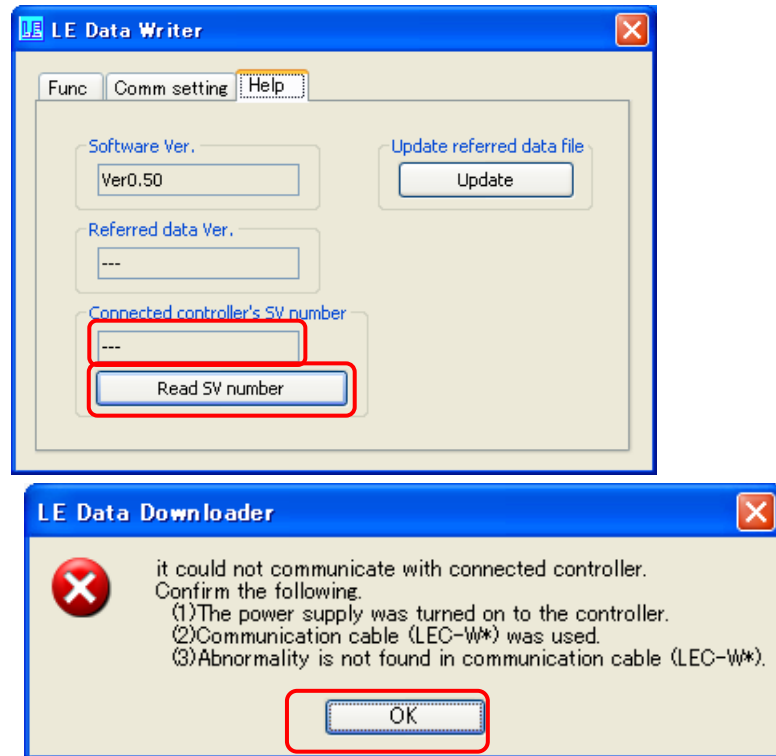 LE LE Data Writer
Func Comm setting Help
Software Ver. Update referred data file
Ver0.50 Update
Referred data Ver.
---
Connected controller's SV number
---
Read SV number
LE Data Downloader
it could not communicate with connected controller.
Confirm the following.
(1)The power supply was turned on to the controller.
(2)Communication cable (LEC-W*) was used.
(3)Abnormality is not found in communication cable (LEC-W*).
OK